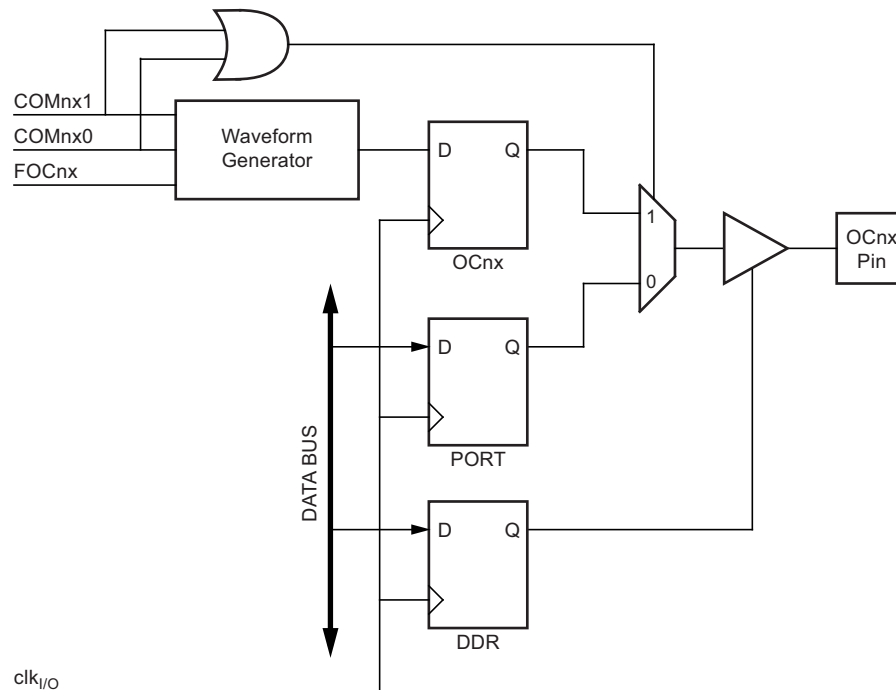 COMnx1
COMnx0
FOCnx
Waveform
Generator
D
Q
OCnx
1
0
OCnx
Pin
D
Q
PORT
DATA BUS
D
Q
DDR
clkI/O